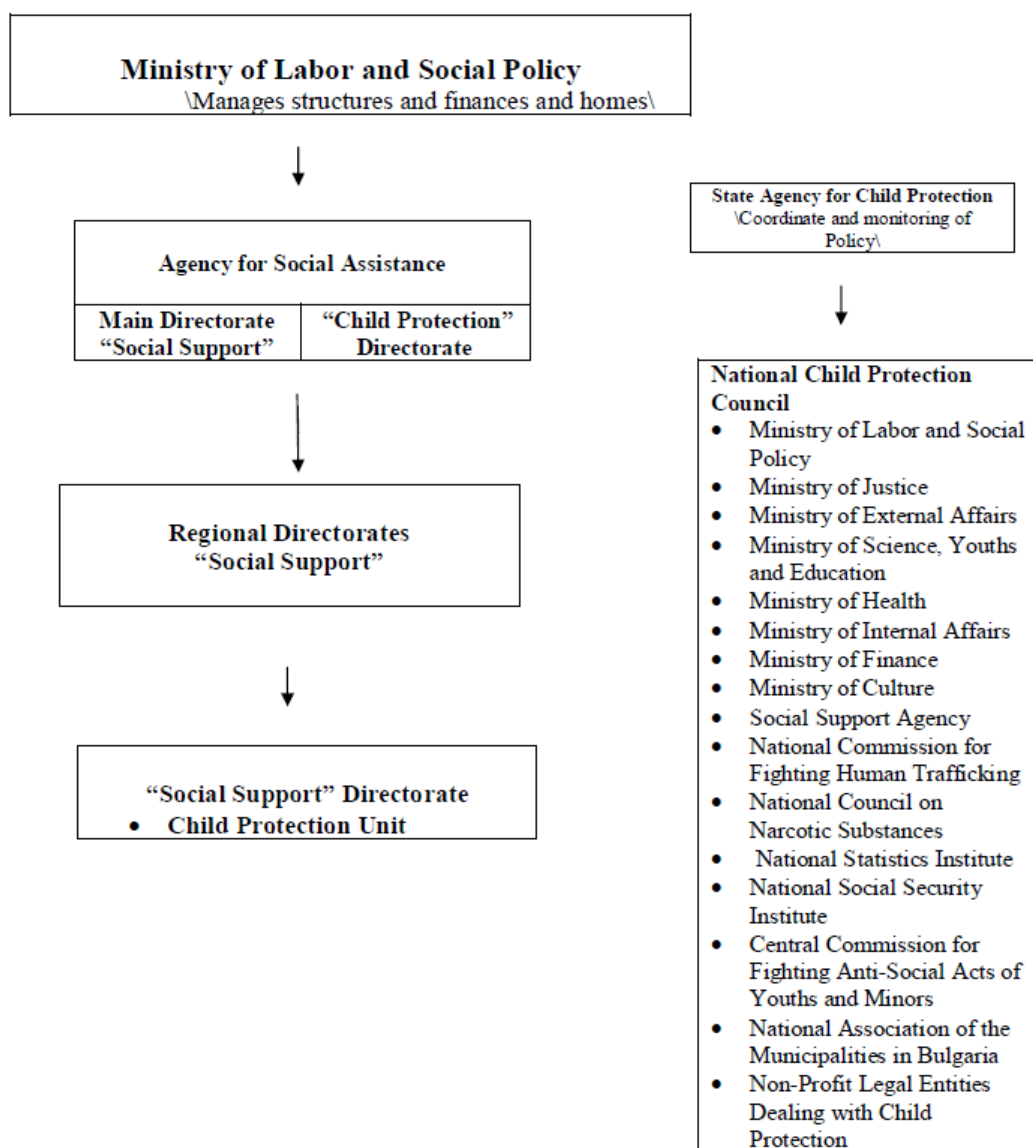 Ministry of Labor and Social Policy
\Manages structures and finances and homes\
Agency for Social Assistance
Main Directorate
“Social Support”
“Child Protection”
Directorate
Regional Directorates
“Social Support”
“Social Support” Directorate
• Child Protection Unit
State Agency for Child Protection
\Coordinate and monitoring of
Policy\
National Child Protection
Council
• Ministry of Labor and Social
Policy
• Ministry of Justice
• Ministry of External Affairs
• Ministry of Science, Youths
and Education
• Ministry of Health
• Ministry of Internal Affairs
• Ministry of Finance
• Ministry of Culture
• Social Support Agency
• National Commission for
Fighting Human Trafficking
• National Council on
Narcotic Substances
• National Statistics Institute
• National Social Security
Institute
• Central Commission for
Fighting Anti-Social Acts of
Youths and Minors
• National Association of the
Municipalities in Bulgaria
• Non-Profit Legal Entities
Dealing with Child
Protection